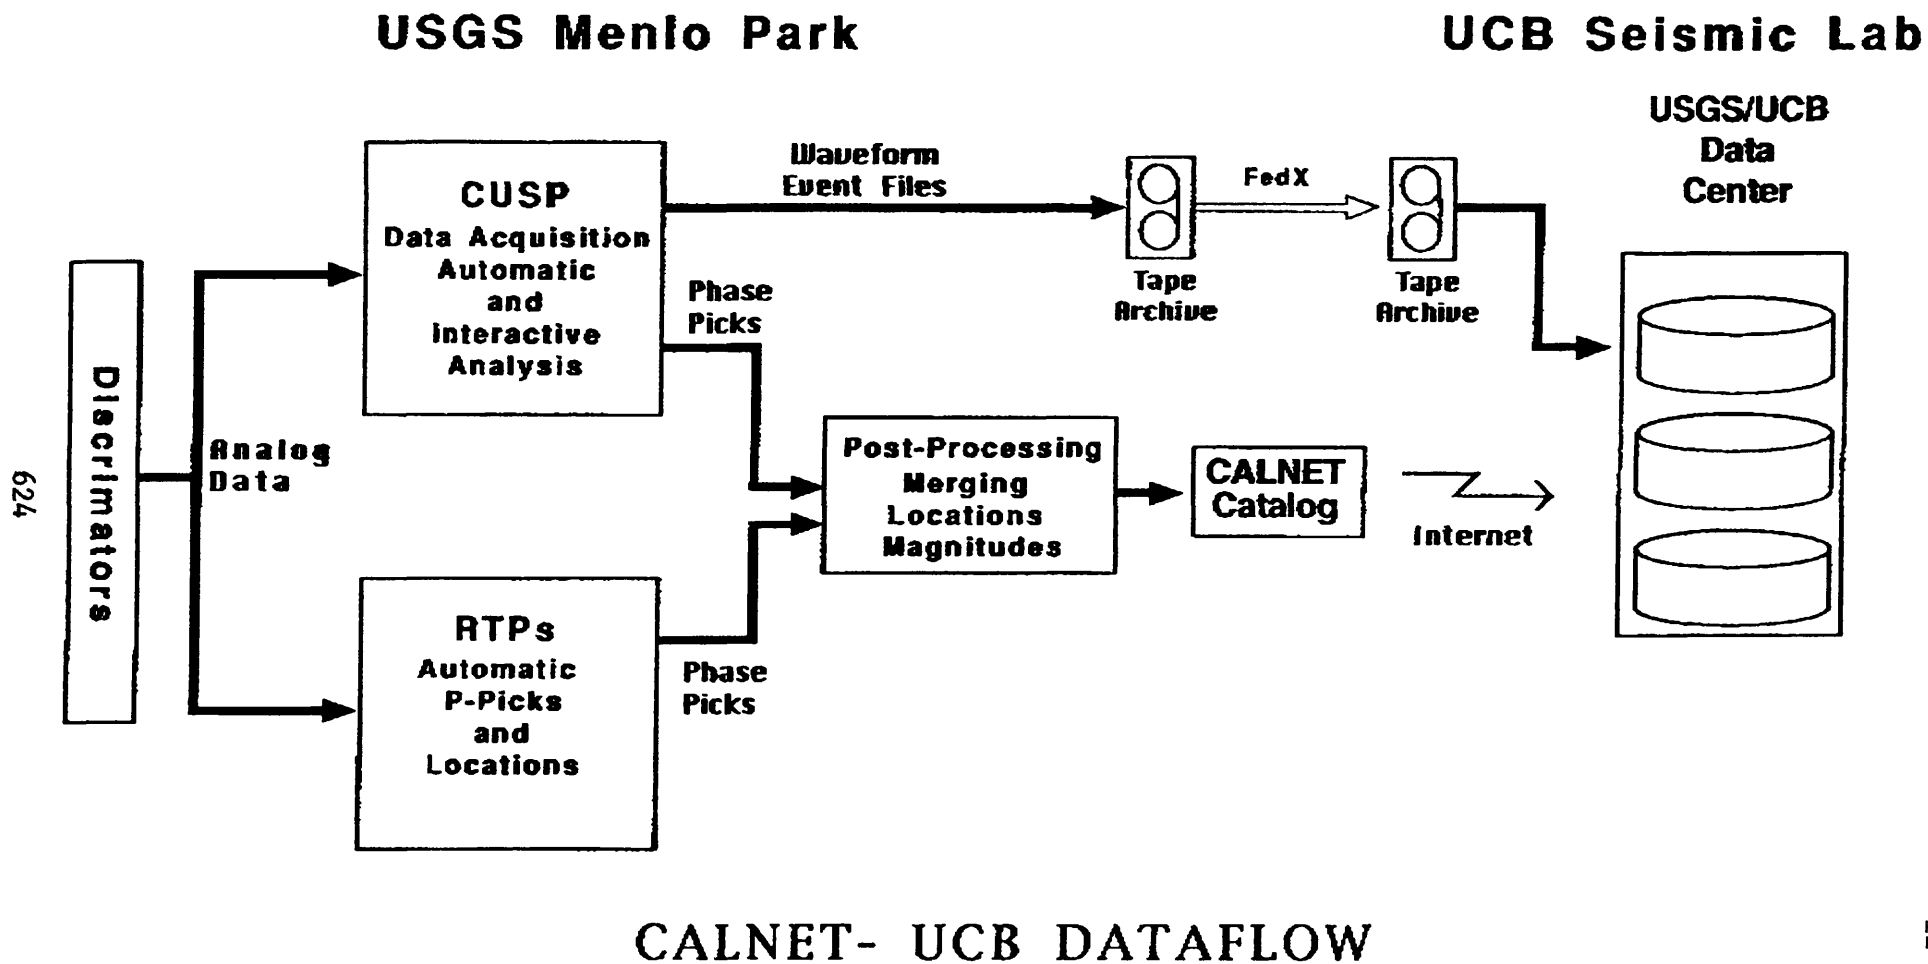 USGS Menlo Park
UCB Seismic Lab
USGS/UCB
Data
Center
CUSP
Data Acquisition
Automatic
and
Interactive
Analysis
Waveform
Event Files
Tape
Archive
FedX
Tape
Archive
Phase
Picks
Discrimators
Analog
Data
Post-Processing
Merging
Locations
Magnitudes
CALNET
Catalog
Internet
RTPs
Automatic
P-Picks
and
Locations
Phase
Picks
624
CALNET- UCB DATAFLOW